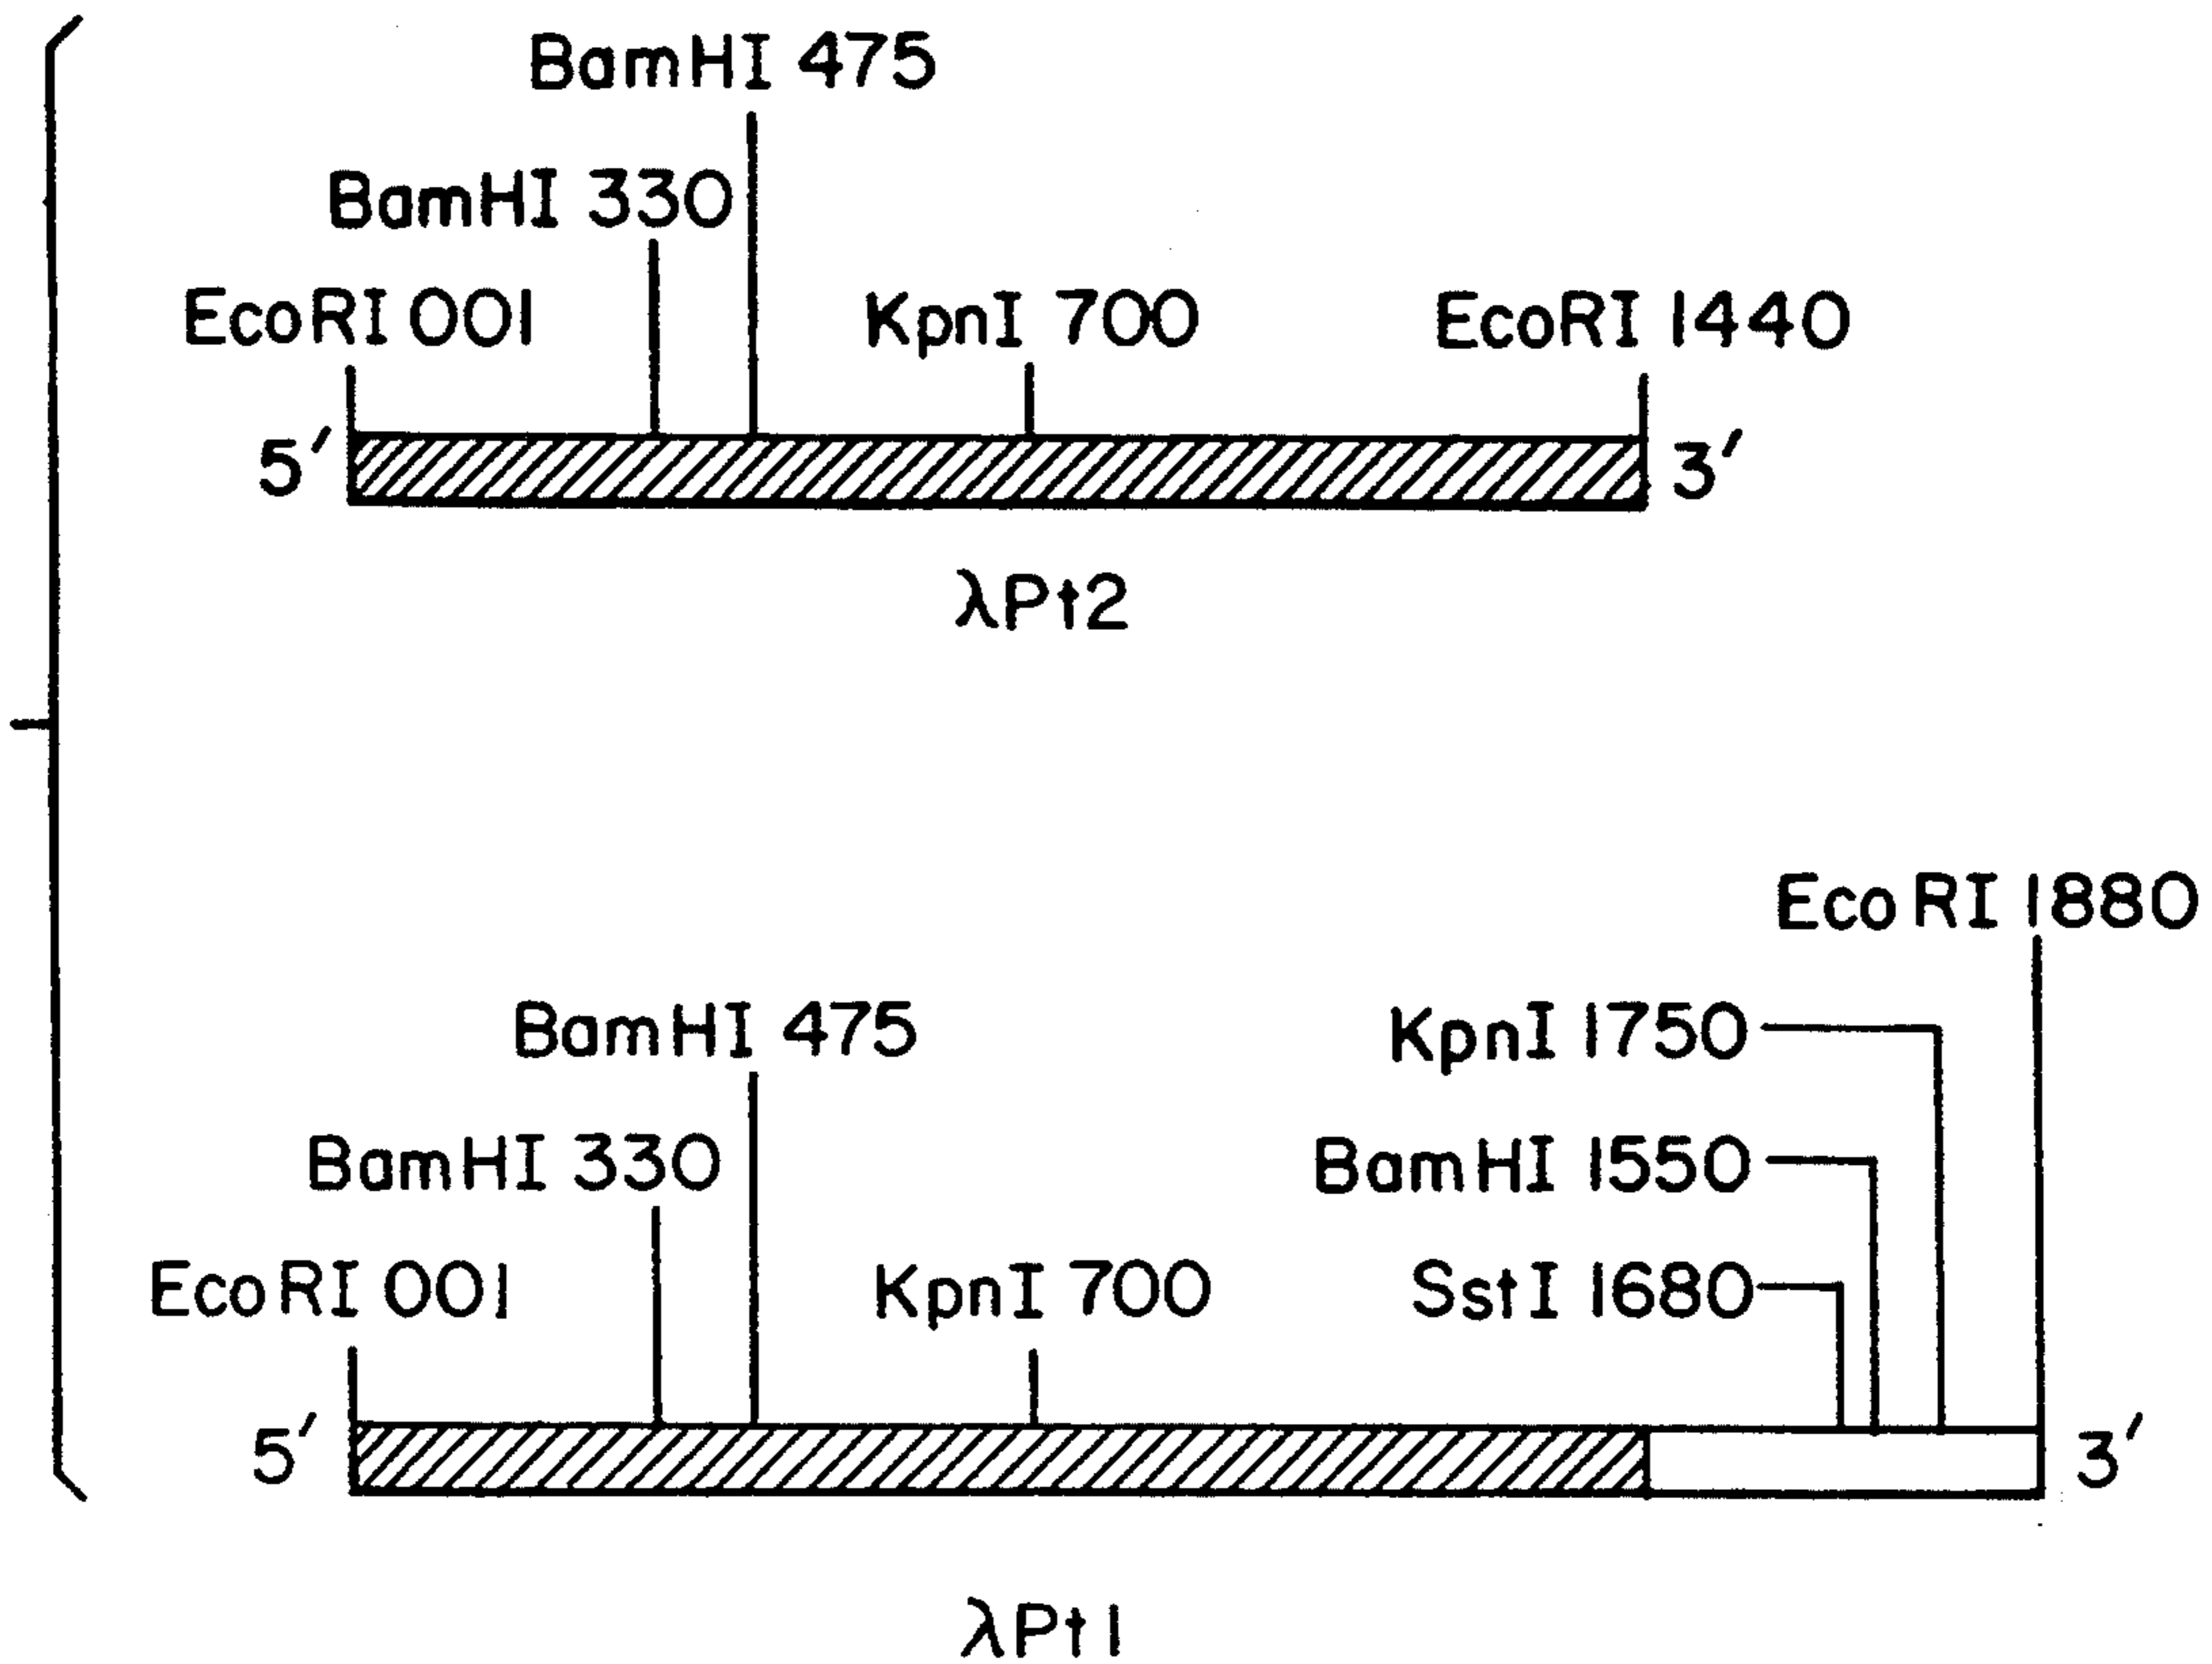 BamHI 475
BamHI 330
EcoRI 001
KpnI 700
EcoRI 1440
5′
3′
λPt2
EcoRI 1880
BamHI 475
KpnI 1750
BamHI 330
BamHI 1550
EcoRI 001
KpnI 700
SstI 1680
5′
3′
λPt1